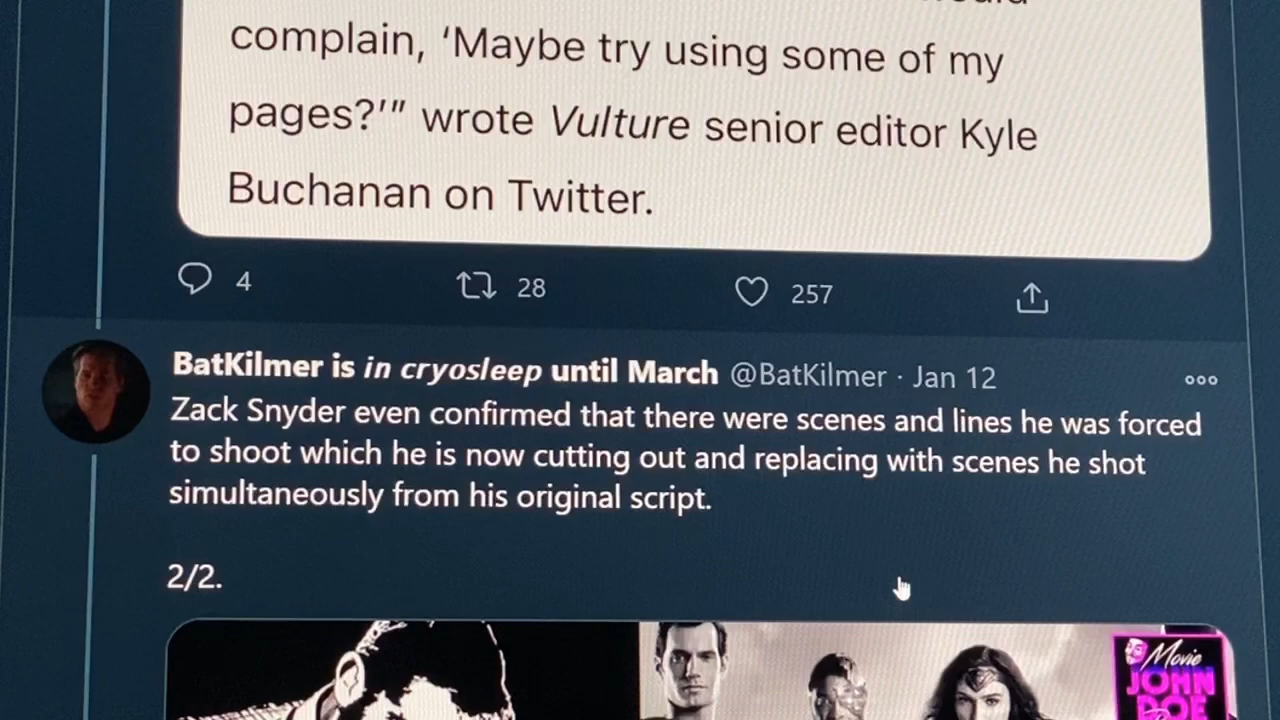 complain, ‘Maybe try using some of my
pages?’” wrote Vulture senior editor Kyle
Buchanan on Twitter.
4 28 257
BatKilmer is in cryosleep until March @BatKilmer · Jan 12
Zack Snyder even confirmed that there were scenes and lines he was forced
to shoot which he is now cutting out and replacing with scenes he shot
simultaneously from his original script.
2/2.
Movie
JOHN
DOE